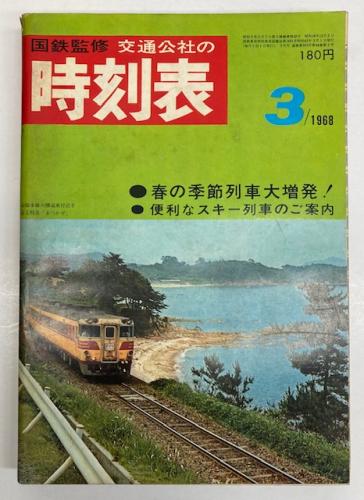 国鉄監修 交通公社の
時刻表
180円
3/1968
●春の季節列車大増発!
●便利なスキー列車のご案内